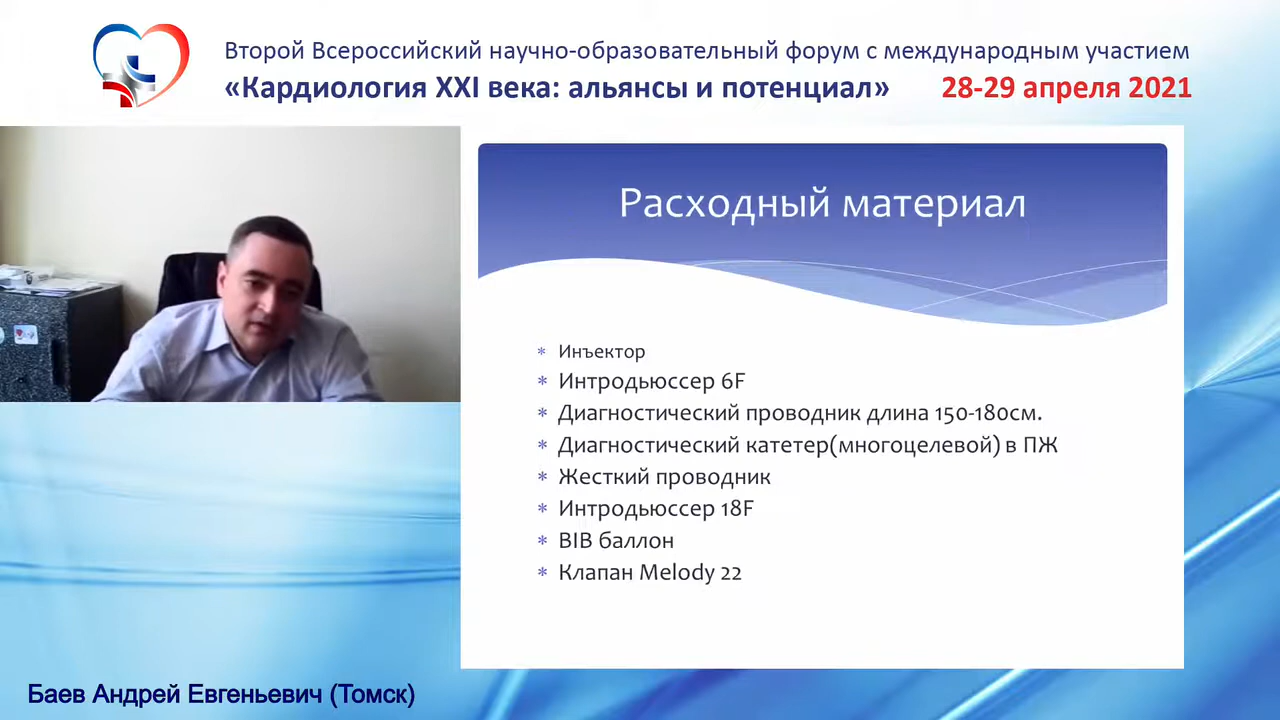 Второй Всероссийский научно-образовательный форум с международным участием
«Кардиология XXI века: альянсы и потенциал» 28-29 апреля 2021
Расходный материал
* Инъектор
* Интродьюссер 6F
* Диагностический проводник длина 150-180см.
* Диагностический катетер(многоцелевой) в ПЖ
* Жесткий проводник
* Интродьюссер 18F
* BIB баллон
* Клапан Melody 22
Баев Андрей Евгеньевич (Томск)